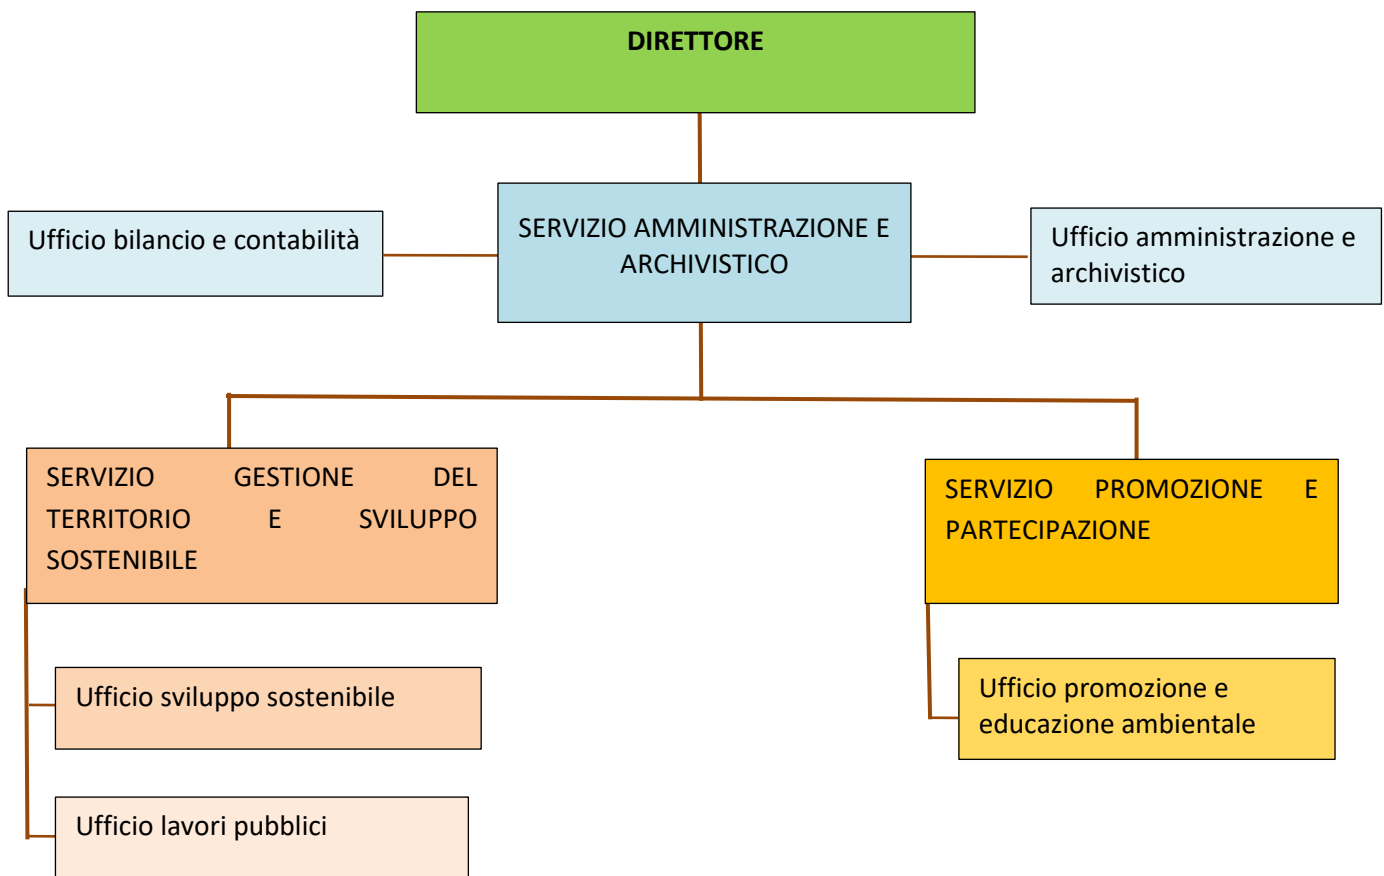 DIRETTORE
SERVIZIO AMMINISTRAZIONE E
ARCHIVISTICO
Ufficio bilancio e contabilità
Ufficio amministrazione e
archivistico
SERVIZIO GESTIONE DEL
TERRITORIO E SVILUPPO
SOSTENIBILE
SERVIZIO PROMOZIONE E
PARTECIPAZIONE
Ufficio sviluppo sostenibile
Ufficio promozione e
educazione ambientale
Ufficio lavori pubblici